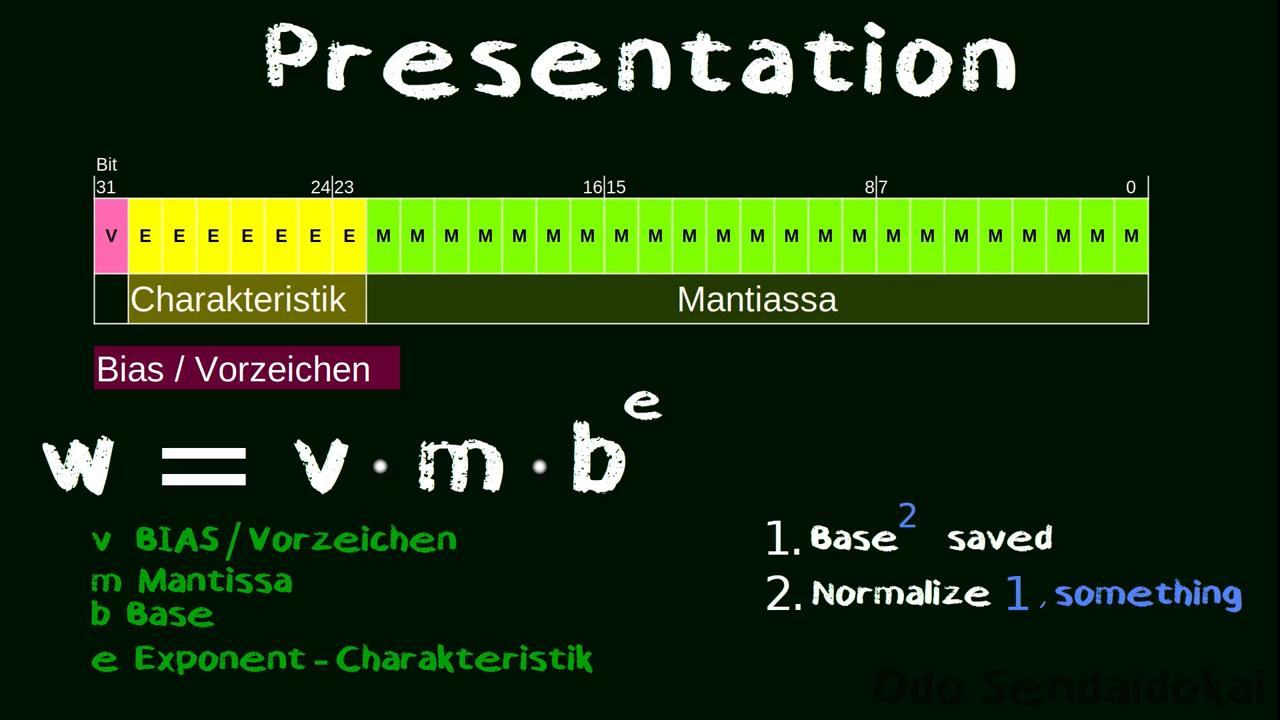 Presentation
Bit
31 24 23 16 15 8 7 0
V E E E E E E E M M M M M M M M M M M M M M M M M M M M M M M
Charakteristik Mantiassa
Bias / Vorzeichen
w = v · m · b e
v BIAS/Vorzeichen
m Mantissa
b Base
e Exponent-Charakteristik
1. Base 2 saved
2. Normalize 1,something
Odo Sendaidokai